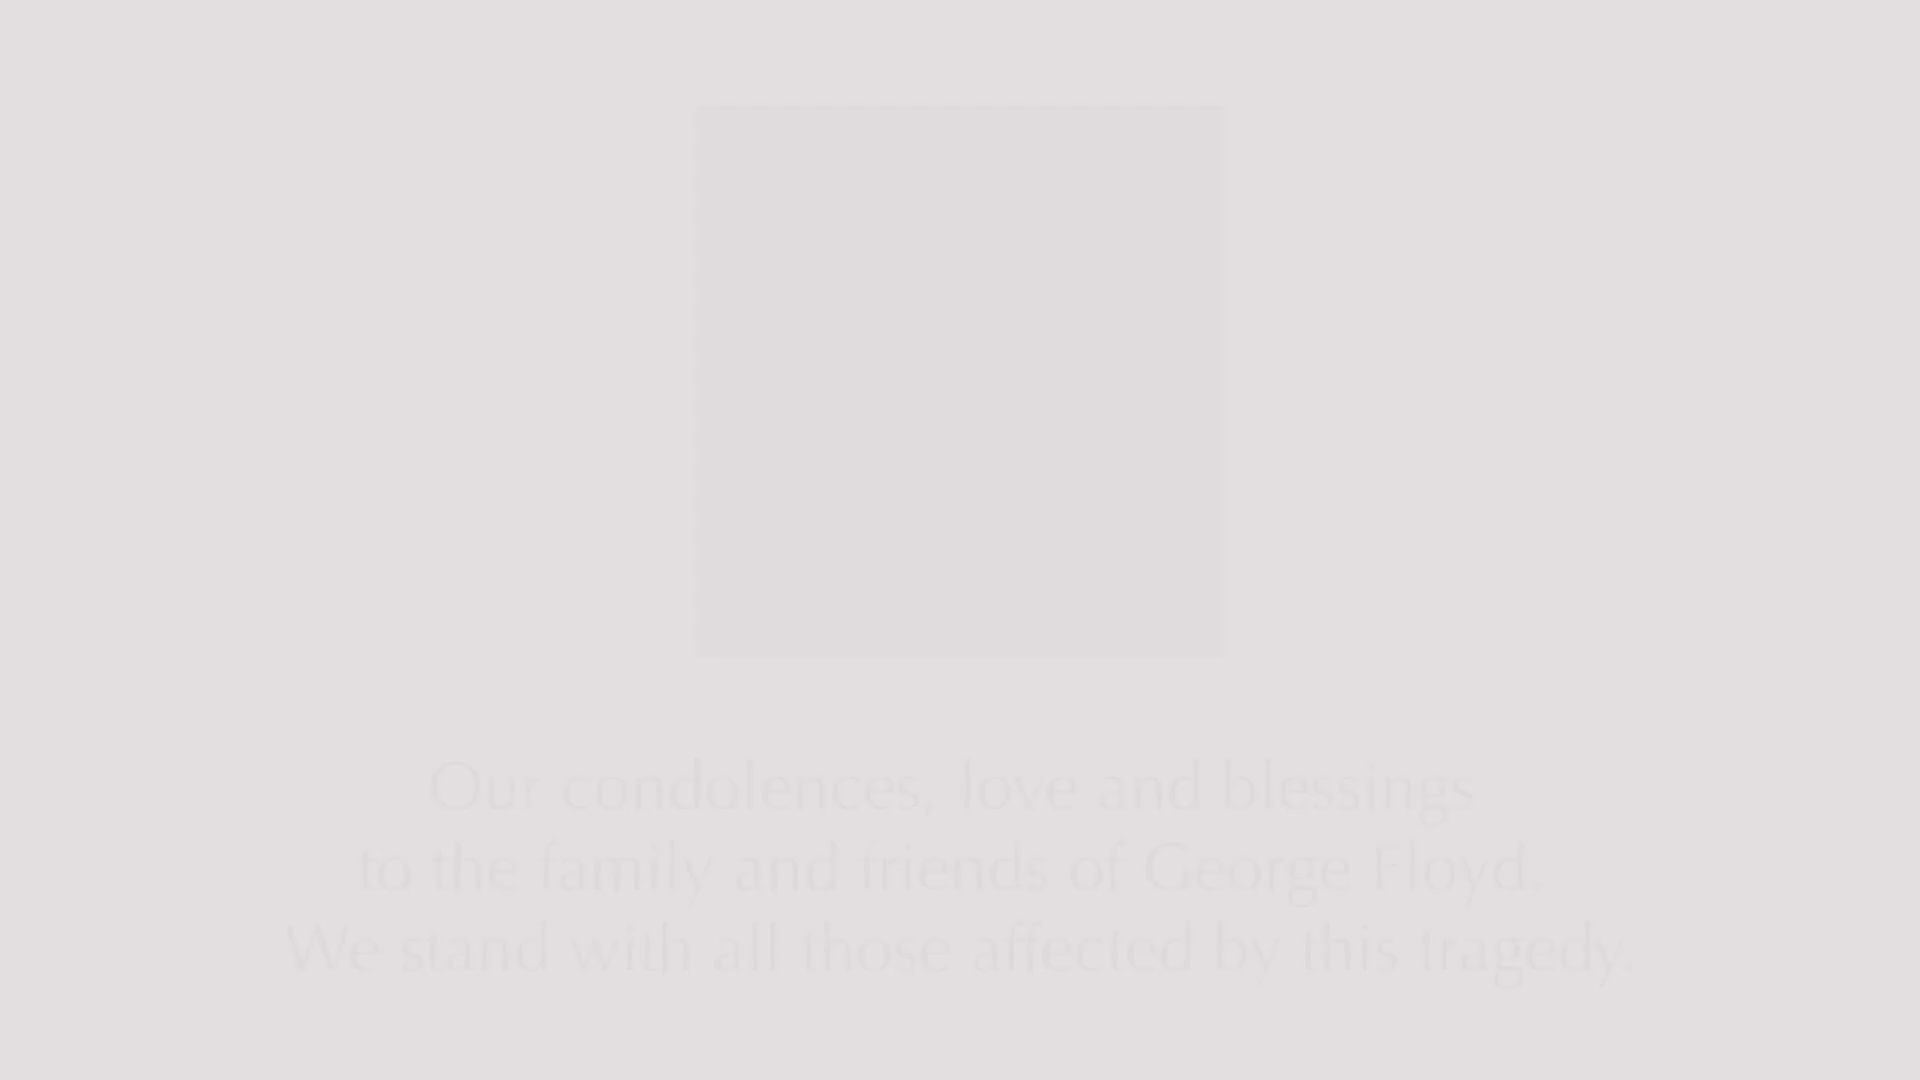 Our condolences, love and blessings
to the family and friends of George Floyd.
We stand with all those affected by this tragedy.